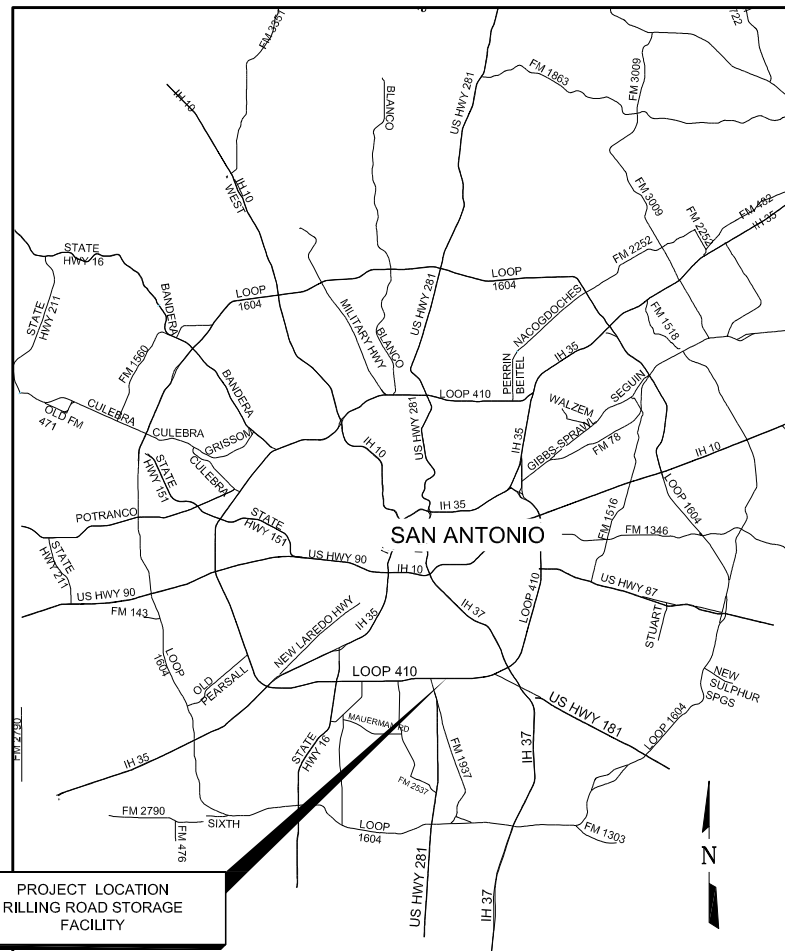 FM 3351
722
FM 3009
FM 1863
IH 10
BLANCO
US HWY 281
IH 10
WEST
FM 3009
FM 2252
FM 482
IH 35
FM 2252
STATE
HWY 16
LOOP
1604
LOOP
1604
STATE
HWY 211
BANDERA
MILITARY HWY
BLANCO
US HWY 281
NACOGDOCHES
FM 1518
FM 1560
BANDERA
PERRIN
BEITEL
IH 35
LOOP 410
WALZEM
SEGUIN
OLD FM
471
CULEBRA
CULEBRA
GRISSOM
CULEBRA
IH 10
US HWY 281
IH 35
GIBBS-SPRAWL
FM 78
IH 10
STATE
HWY 151
LOOP 1604
POTRANCO
STATE
HWY 151
IH 35
SAN ANTONIO
FM 1516
FM 1346
STATE
HWY 211
US HWY 90
IH 10
US HWY 90
US HWY 87
FM 143
LOOP 410
STUART
IH 35
IH 37
NEW LAREDO HWY
LOOP
1604
OLD
PEARSALL
LOOP 410
NEW
SULPHUR
SPGS
US HWY 181
FM 2790
MAUERMAN RD
STATE
HWY 16
FM 1937
IH 37
LOOP 1604
IH 35
FM 2537
FM 2790
SIXTH
FM 476
LOOP
1604
FM 1303
US HWY 281
IH 37
N
PROJECT LOCATION
RILLING ROAD STORAGE
FACILITY